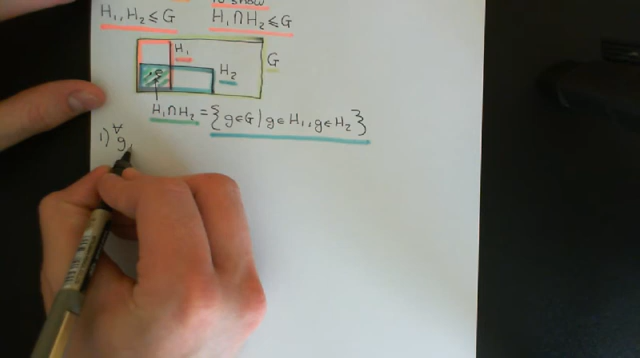 to show
H₁, H₂ ≤ G H₁∩H₂ ≤ G
H₁
G
H₂
·e
H₁∩H₂ = {g∈G | g∈H₁, g∈H₂}
1) ∀ g,